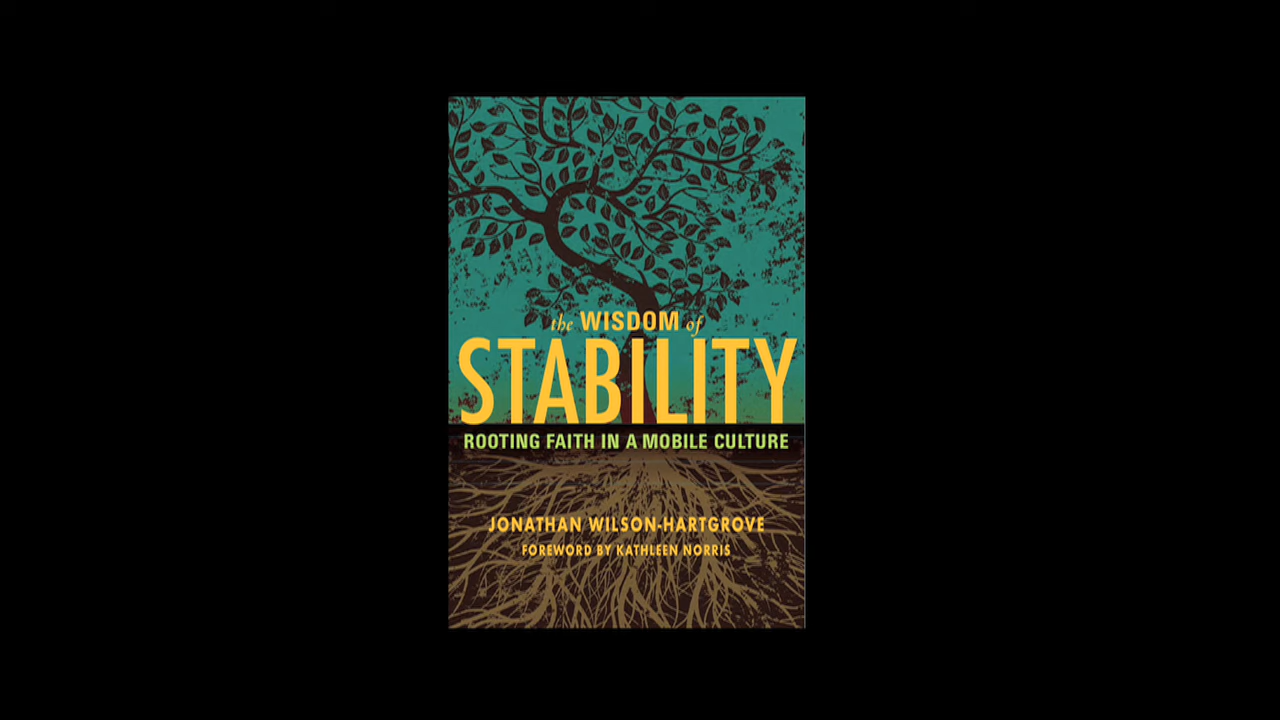 the WISDOM of
STABILITY
ROOTING FAITH IN A MOBILE CULTURE
JONATHAN WILSON-HARTGROVE
FOREWORD BY KATHLEEN NORRIS